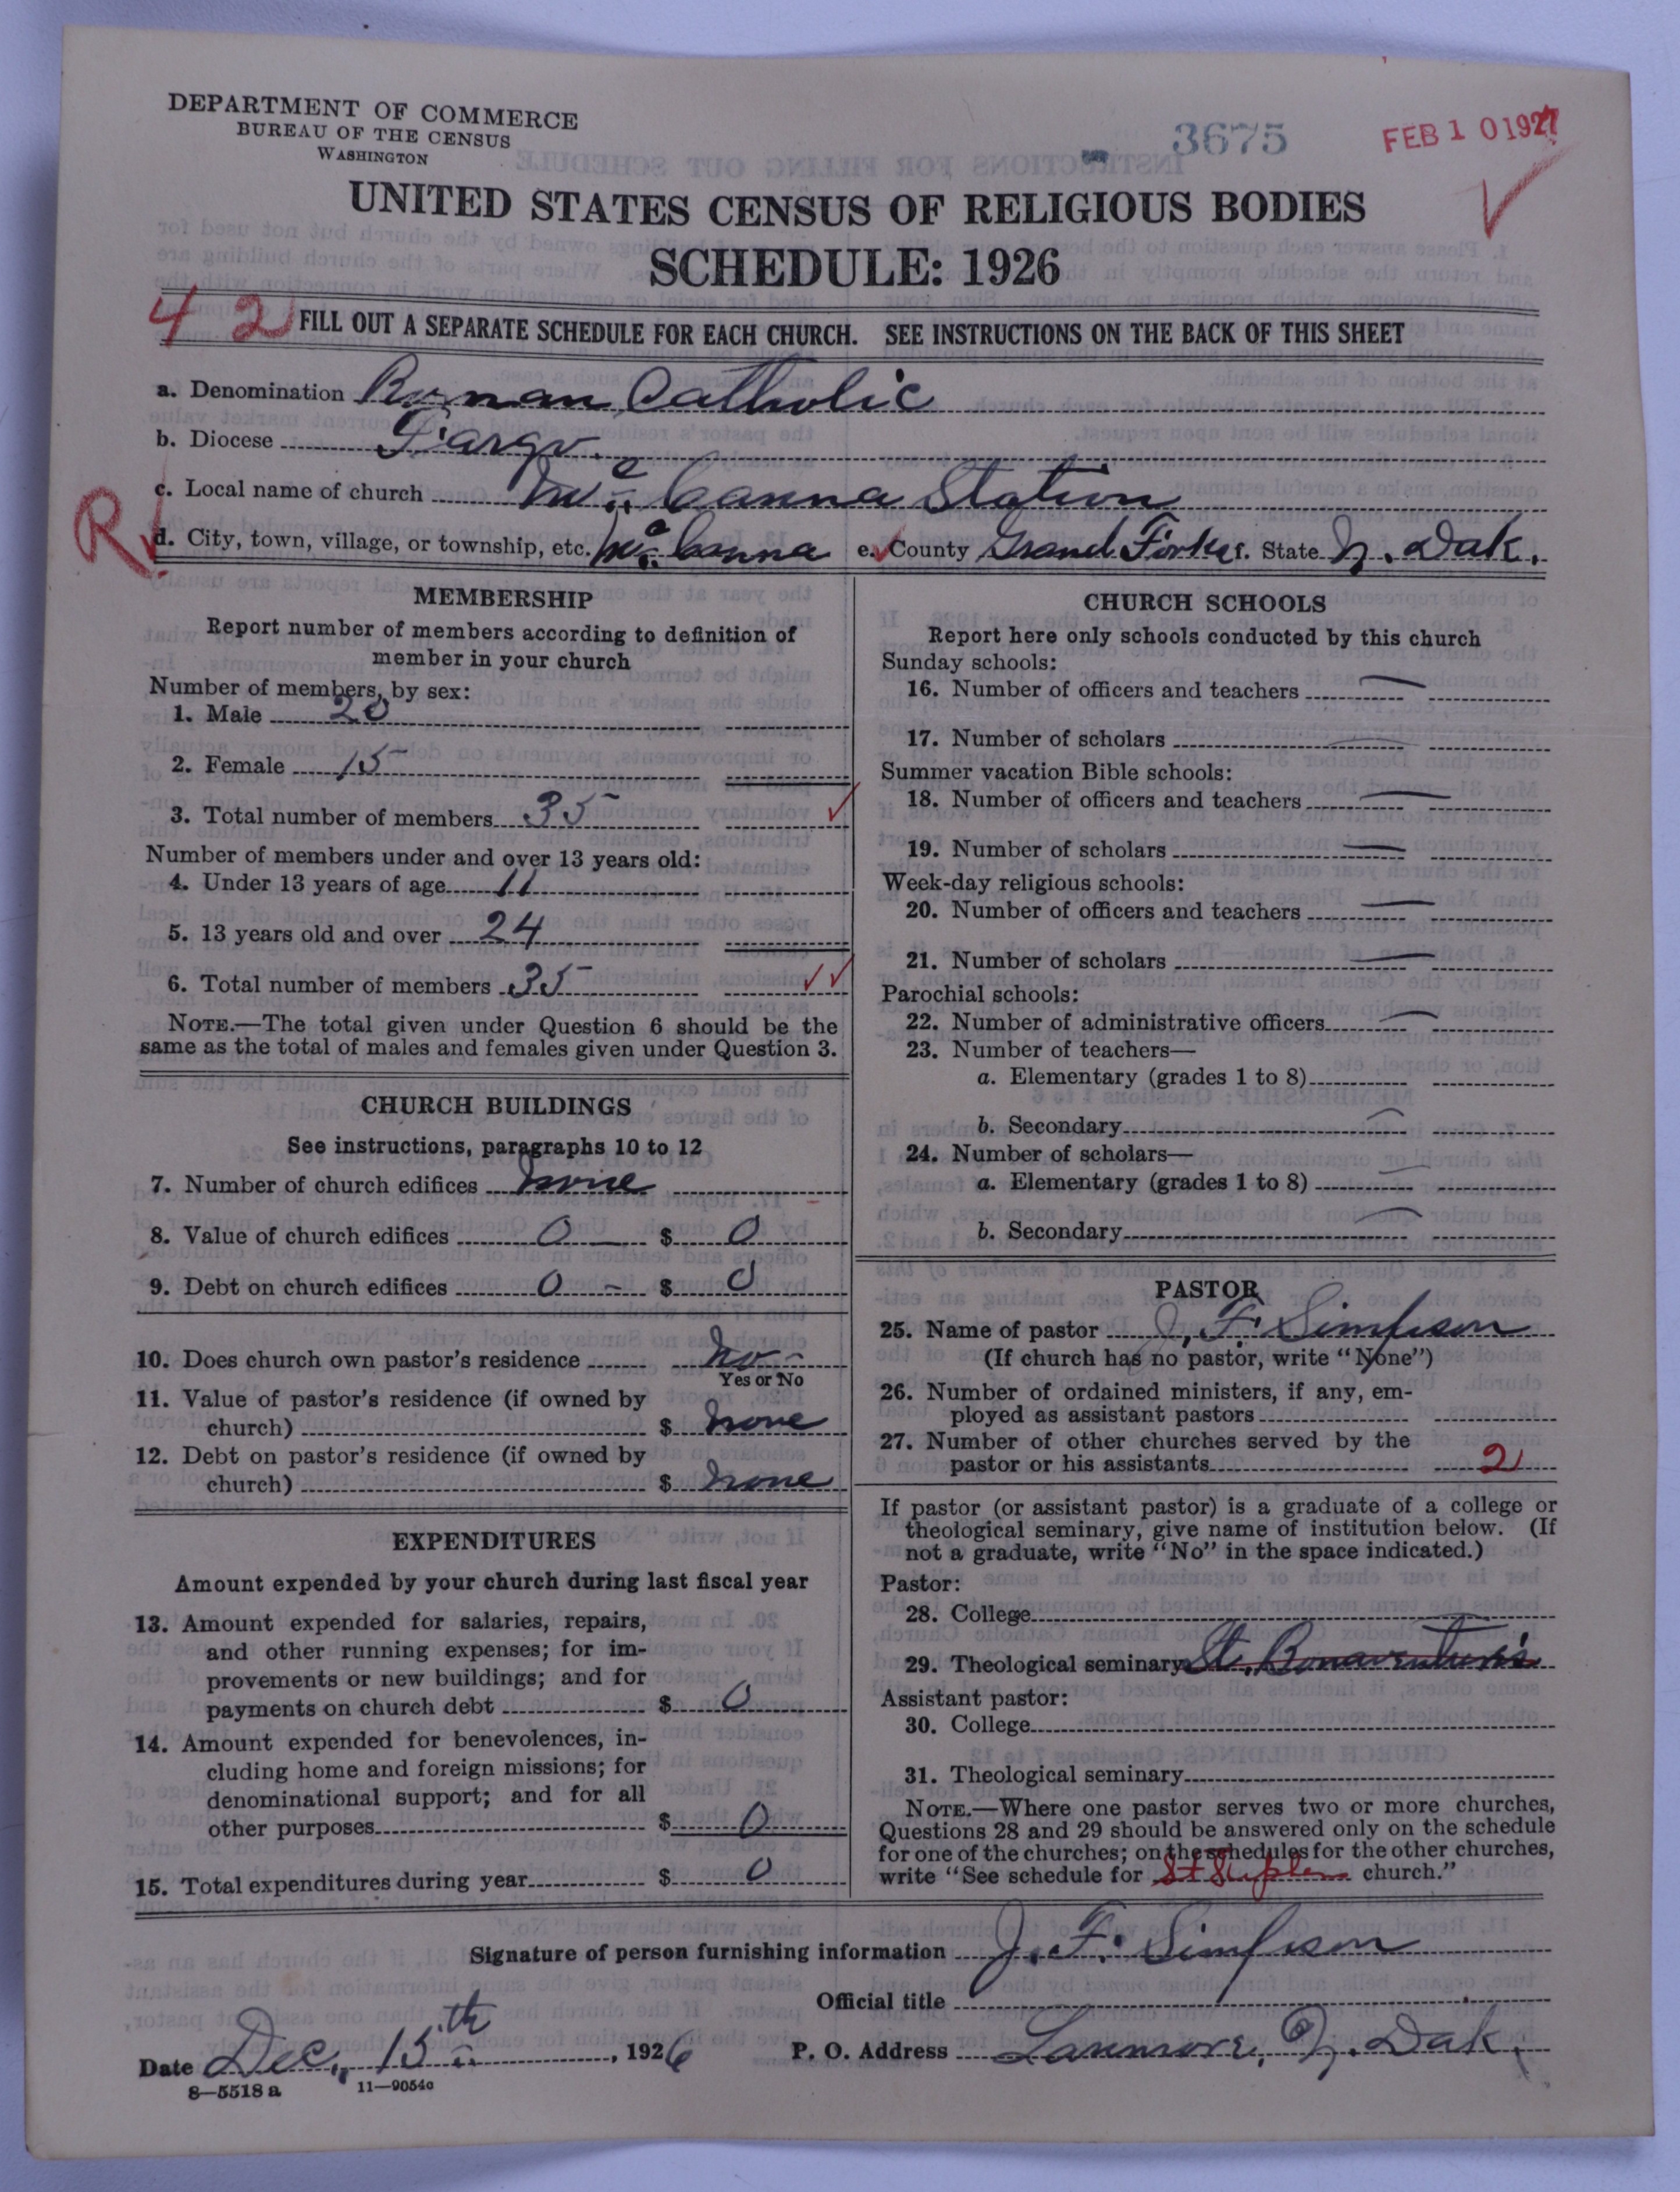 DEPARTMENT OF COMMERCE
BUREAU OF THE CENSUS
WASHINGTON
3675
FEB 10 1927
UNITED STATES CENSUS OF RELIGIOUS BODIES
SCHEDULE: 1926
4 2 FILL OUT A SEPARATE SCHEDULE FOR EACH CHURCH. SEE INSTRUCTIONS ON THE BACK OF THIS SHEET
a. Denomination Roman Catholic
b. Diocese Fargo.
c. Local name of church Mc Canna Station
R
d. City, town, village, or township, etc. Mc Canna e. County Grand Forks f. State N. Dak.
MEMBERSHIP
Report number of members according to definition of
member in your church
Number of members, by sex:
1. Male 20
2. Female 15
3. Total number of members 35
Number of members under and over 13 years old:
4. Under 13 years of age 11
5. 13 years old and over 24
6. Total number of members 35
NOTE.—The total given under Question 6 should be the
same as the total of males and females given under Question 3.
CHURCH BUILDINGS
See instructions, paragraphs 10 to 12
7. Number of church edifices none
8. Value of church edifices 0 – $ 0
9. Debt on church edifices 0 – $ 0
10. Does church own pastor's residence no –
Yes or No
11. Value of pastor's residence (if owned by
church) $ none
12. Debt on pastor's residence (if owned by
church) $ none
EXPENDITURES
Amount expended by your church during last fiscal year
13. Amount expended for salaries, repairs,
and other running expenses; for im-
provements or new buildings; and for
payments on church debt $ 0
14. Amount expended for benevolences, in-
cluding home and foreign missions; for
denominational support; and for all
other purposes $ 0
15. Total expenditures during year $ 0
CHURCH SCHOOLS
Report here only schools conducted by this church
Sunday schools:
16. Number of officers and teachers —
17. Number of scholars —
Summer vacation Bible schools:
18. Number of officers and teachers —
19. Number of scholars —
Week-day religious schools:
20. Number of officers and teachers —
21. Number of scholars —
Parochial schools:
22. Number of administrative officers —
23. Number of teachers—
a. Elementary (grades 1 to 8)
b. Secondary —
24. Number of scholars—
a. Elementary (grades 1 to 8) —
b. Secondary —
PASTOR
25. Name of pastor J. F. Simpson
(If church has no pastor, write "None")
26. Number of ordained ministers, if any, em-
ployed as assistant pastors
27. Number of other churches served by the
pastor or his assistants 2
If pastor (or assistant pastor) is a graduate of a college or
theological seminary, give name of institution below. (If
not a graduate, write "No" in the space indicated.)
Pastor:
28. College
29. Theological seminary St. Bonaventure's
Assistant pastor:
30. College
31. Theological seminary
NOTE.—Where one pastor serves two or more churches,
Questions 28 and 29 should be answered only on the schedule
for one of the churches; on the schedules for the other churches,
write "See schedule for St Stephen church."
Signature of person furnishing information J. F. Simpson
Official title
Date Dec. 15th, 1926 P. O. Address Larimore, N. Dak.
8—5518 a 11—9054a